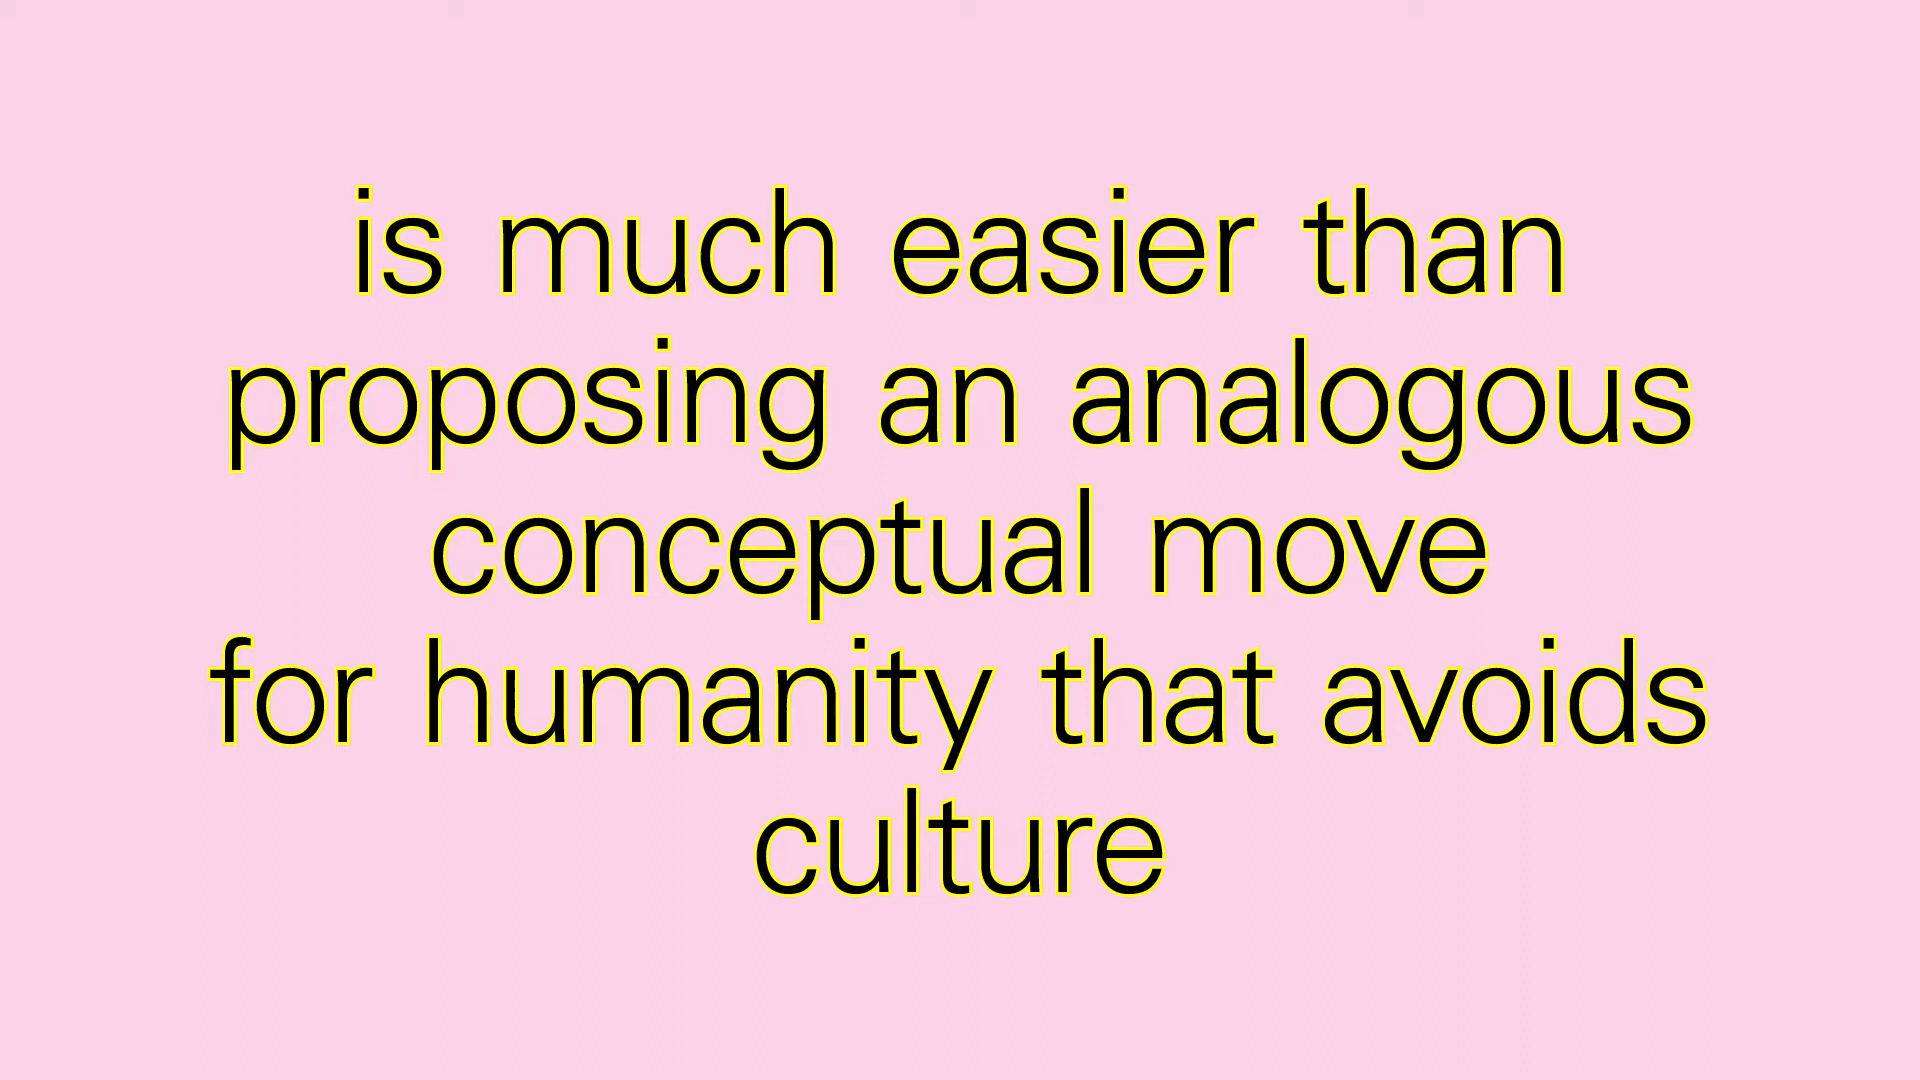 is much easier than
proposing an analogous
conceptual move
for humanity that avoids
culture